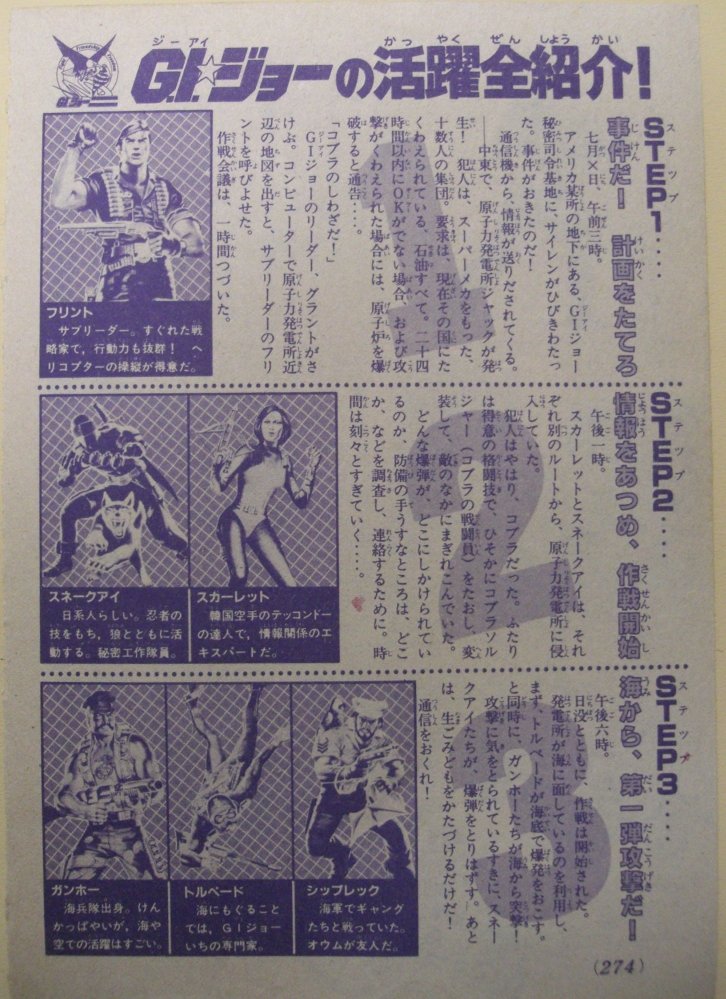 G.I.ジョーの活躍全紹介!
STEP1‥‥
事件だ! 計画をたてろ
七月×日、午前三時。
アメリカ某所の地下にある、GIジョー
秘密司令基地に、サイレンがひびきわたっ
た。事件がおきたのだ!
通信機から、情報が送りだされてくる。
──中東で、原子力発電所ジャックが発
生! 犯人は、スーパーメカをもった、
十数人の集団。要求は、現在その国にた
くわえられている、石油すべて。二十四
時間以内にOKがでない場合、および攻
撃がくわえられた場合には、原子炉を爆
破すると通告…。
「コブラのしわざだ!」
GIジョーのリーダー、グラントがさ
けぶ。コンピューターで原子力発電所近
辺の地図を出すと、サブリーダーのフリ
ントを呼びよせた。
作戦会議は、一時間つづいた。
フリント
サブリーダー。すぐれた戦
略家で、行動力も抜群! ヘ
リコプターの操縦が得意だ。
STEP2‥‥
情報をあつめ、作戦開始
午後一時。
スカーレットとスネークアイは、それ
ぞれ別のルートから、原子力発電所に侵
入していた。
犯人はやはり、コブラだった。ふたり
は得意の格闘技で、ひそかにコブラソル
ジャー(コブラの戦闘員)をたおし、変
装して、敵のなかにまぎれこんでいた。
どんな爆弾が、どこにしかけられてい
るのか、防備の手うすなところは、どこ
か、などを調査し、連絡するために。時
間は刻々とすぎていく‥‥。
スカーレット
韓国空手のテッコンドー
の達人で、情報関係のエ
キスパートだ。
スネークアイ
日系人らしい。忍者の
技をもち、狼とともに活
動する。秘密工作隊員。
STEP3‥‥
海から、第一弾攻撃だ!
午後六時。
日没とともに、作戦は開始された。
発電所が海に面しているのを利用し、
まず、トルペードが海底で爆発をおこす。
と同時に、ガンホーたちが海から突撃!
攻撃に気をとられているすきに、スネー
クアイたちが、爆弾をとりはずす。あと
は、生ごみどもをかたづけるだけだ!
通信をおくれ!
シップレック
海軍でギャング
たちと戦っていた。
オウムが友人だ。
トルペード
海にもぐること
では、GIジョー
いちの専門家。
ガンホー
海兵隊出身。けん
かっぱやいが、海や
空での活躍はすごい。
(274)